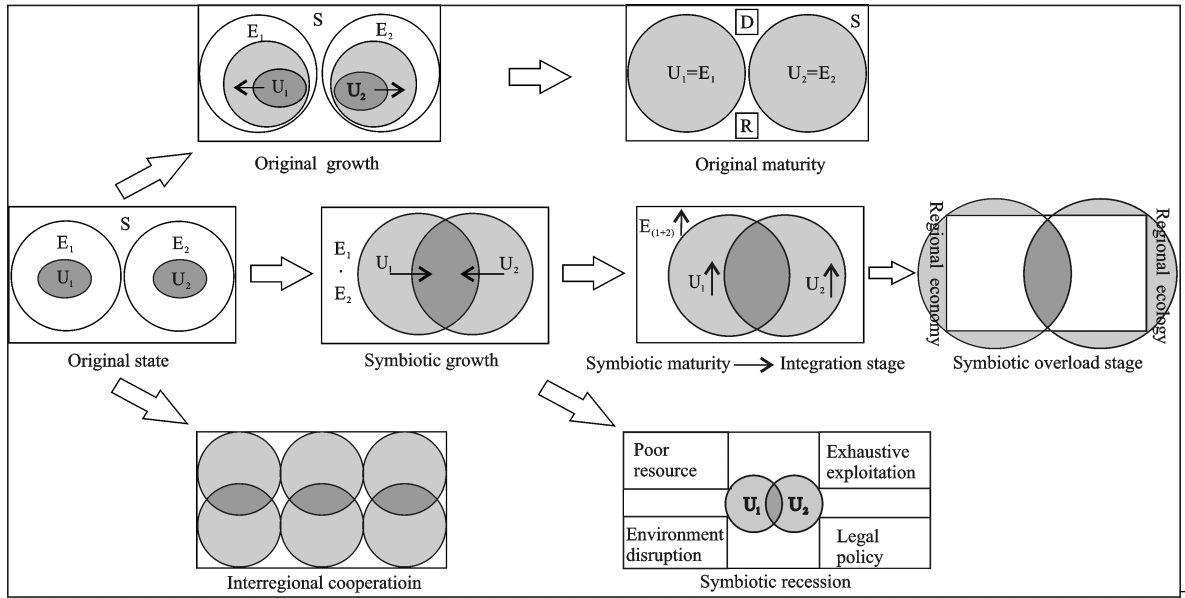 S
E1
E2
U1
U2
Original growth
D
S
U1=E1
U2=E2
R
Original maturity
S
E1
E2
U1
U2
Original state
E1
.
E2
U1
U2
Symbiotic growth
E(1+2)
U1
U2
Symbiotic maturity
Integration stage
Regional economy
Regional ecology
Symbiotic overload stage
Interregional cooperatioin
Poor
resource
Exhaustive
exploitation
U1
U2
Environment
disruption
Legal
policy
Symbiotic recession